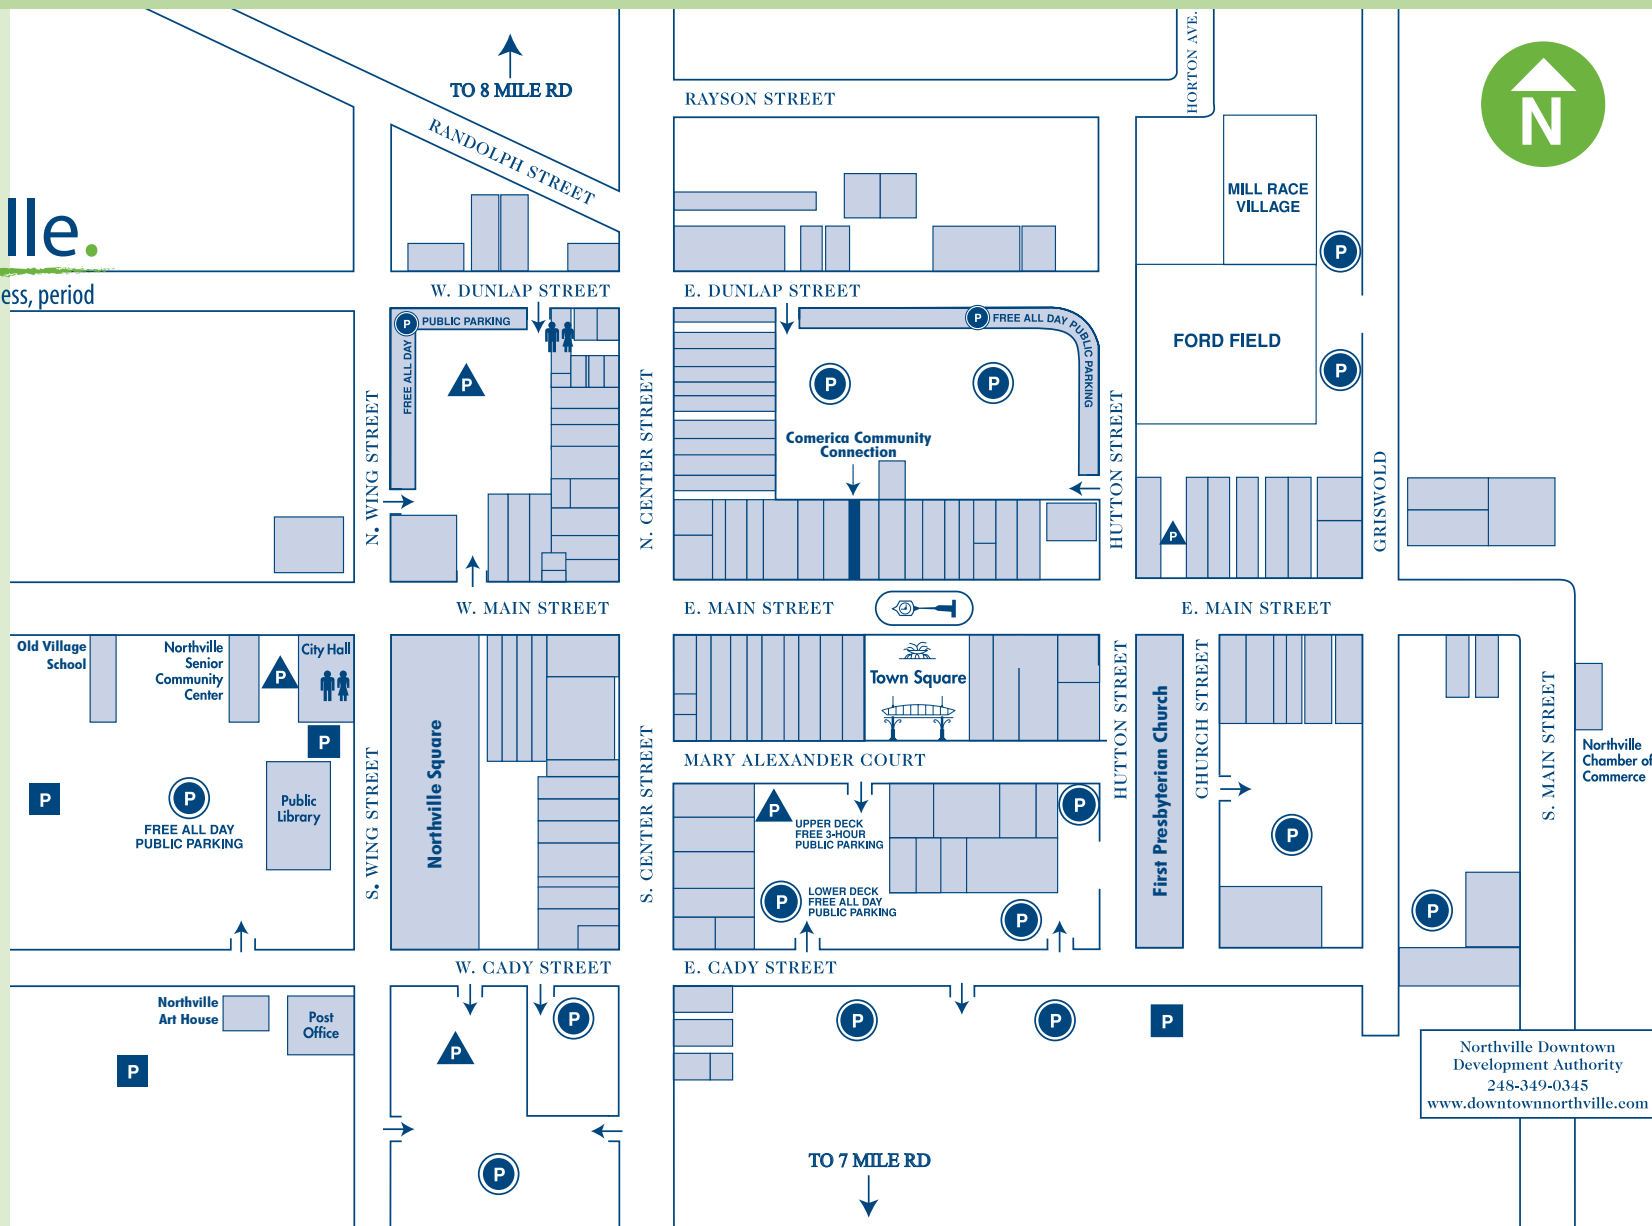 TO 8 MILE RD
RANDOLPH STREET
RAYSON STREET
HORTON AVE.
N
MILL RACE
VILLAGE
P
lle.
ess, period
W. DUNLAP STREET
E. DUNLAP STREET
P PUBLIC PARKING
FREE ALL DAY
P
P FREE ALL DAY PUBLIC PARKING
P
P
FORD FIELD
P
N. WING STREET
N. CENTER STREET
Comerica Community
Connection
HUTTON STREET
GRISWOLD
P
W. MAIN STREET
E. MAIN STREET
E. MAIN STREET
Old Village
School
Northville
Senior
Community
Center
P
City Hall
P
P
P
FREE ALL DAY
PUBLIC PARKING
Public
Library
S. WING STREET
Northville Square
S. CENTER STREET
Town Square
MARY ALEXANDER COURT
HUTTON STREET
First Presbyterian Church
CHURCH STREET
S. MAIN STREET
Northville
Chamber of
Commerce
P
UPPER DECK
FREE 3-HOUR
PUBLIC PARKING
P
P
LOWER DECK
FREE ALL DAY
PUBLIC PARKING
P
P
P
W. CADY STREET
E. CADY STREET
Northville
Art House
Post
Office
P
P
P
P
P
P
P
Northville Downtown
Development Authority
248-349-0345
www.downtownnorthville.com
TO 7 MILE RD